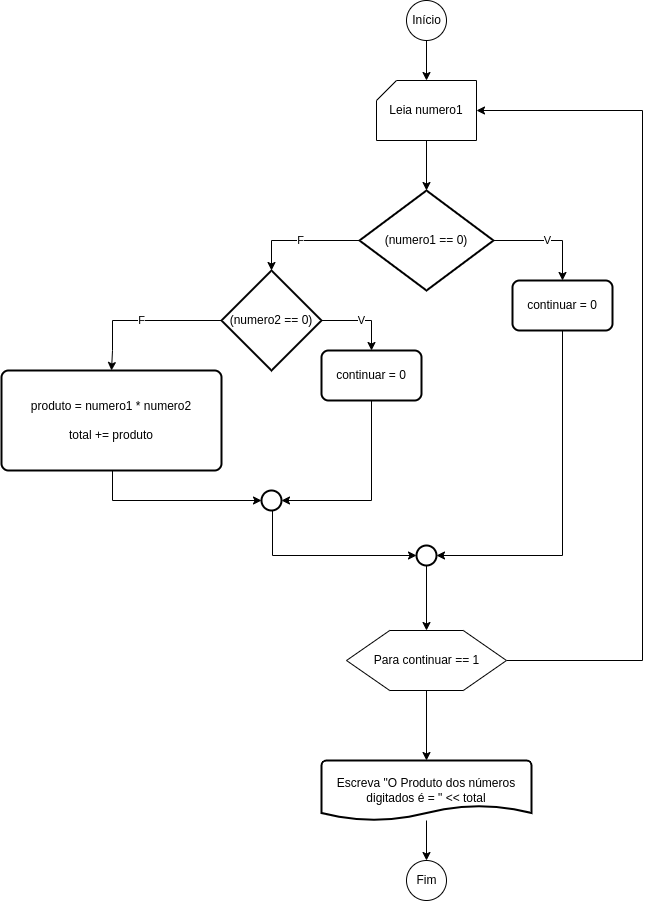 Início
Leia numero1
(numero1 == 0)
F
V
continuar = 0
(numero2 == 0)
F
V
continuar = 0
produto = numero1 * numero2
total += produto
Para continuar == 1
Escreva "O Produto dos números
digitados é = " << total
Fim